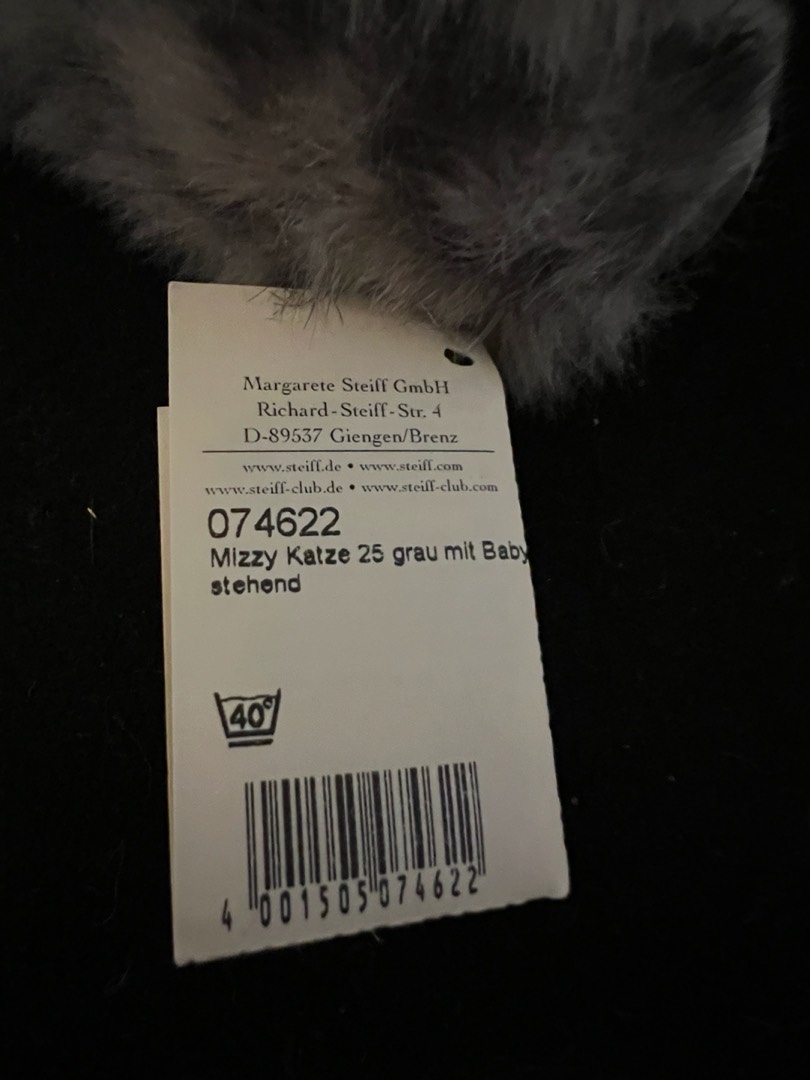 Margarete Steiff GmbH
Richard-Steiff-Str. 4
D-89537 Giengen/Brenz
www.steiff.de • www.steiff.com
www.steiff-club.de • www.steiff-club.com
074622
Mizzy Katze 25 grau mit Baby
stehend
40°
4 001505 074622